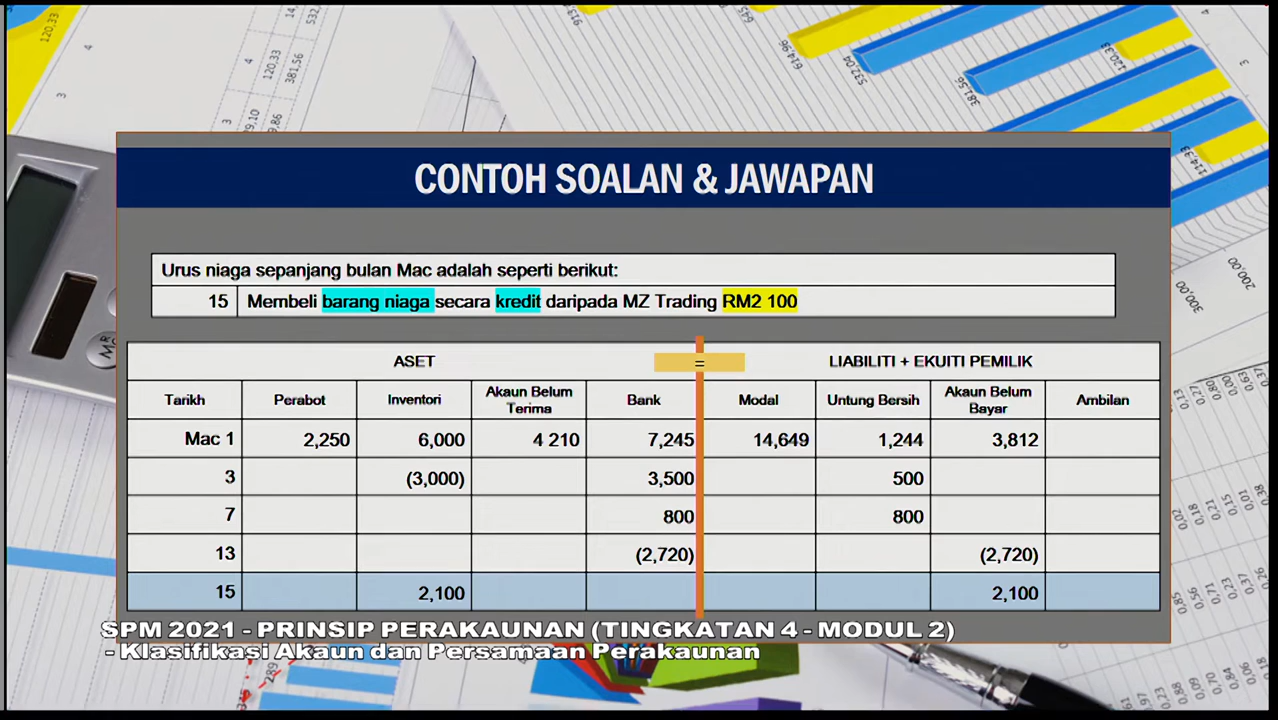 CONTOH SOALAN & JAWAPAN
Urus niaga sepanjang bulan Mac adalah seperti berikut:
15 Membeli barang niaga secara kredit daripada MZ Trading RM2 100
ASET = LIABILITI + EKUITI PEMILIK
Tarikh Perabot Inventori Akaun Belum Terima Bank Modal Untung Bersih Akaun Belum Bayar Ambilan
Mac 1 2,250 6,000 4 210 7,245 14,649 1,244 3,812
3 (3,000) 3,500 500
7 800 800
13 (2,720) (2,720)
15 2,100 2,100
SPM 2021 - PRINSIP PERAKAUNAN (TINGKATAN 4 - MODUL 2)
- Klasifikasi Akaun dan Persamaan Perakaunan